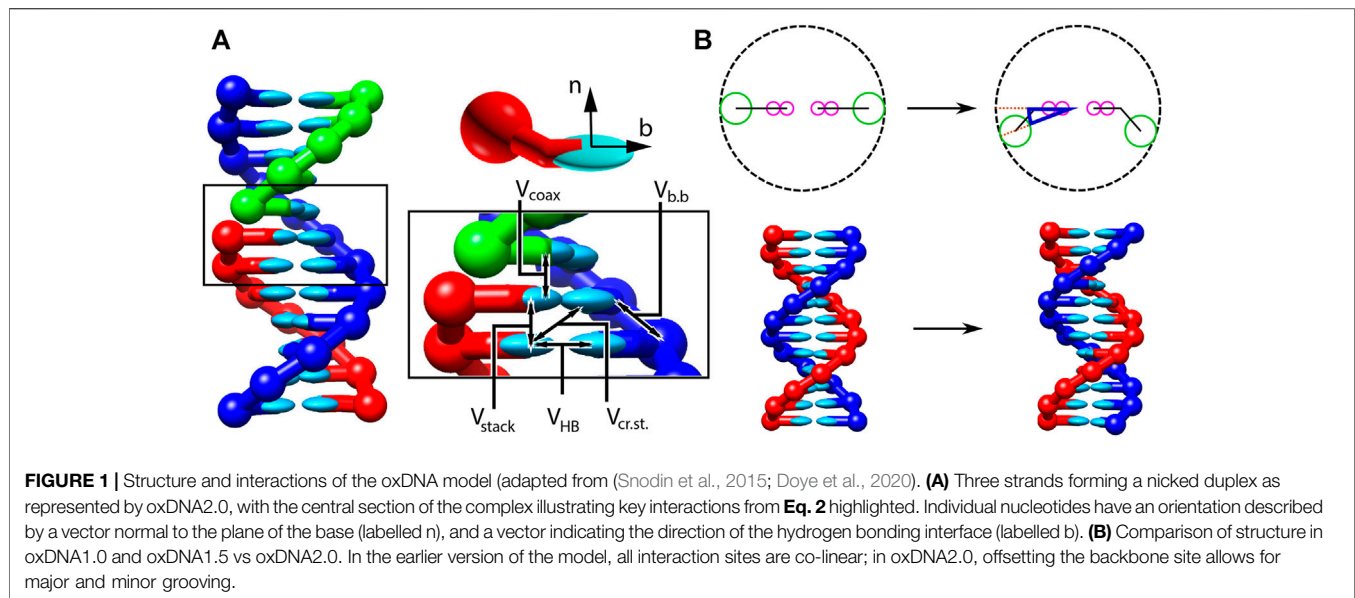 A
B
n
b
V coax
V b.b
V stack
V HB
V cr.st.
FIGURE 1 | Structure and interactions of the oxDNA model (adapted from (Snodin et al., 2015; Doye et al., 2020). (A) Three strands forming a nicked duplex as
represented by oxDNA2.0, with the central section of the complex illustrating key interactions from Eq. 2 highlighted. Individual nucleotides have an orientation described
by a vector normal to the plane of the base (labelled n), and a vector indicating the direction of the hydrogen bonding interface (labelled b). (B) Comparison of structure in
oxDNA1.0 and oxDNA1.5 vs oxDNA2.0. In the earlier version of the model, all interaction sites are co-linear; in oxDNA2.0, offsetting the backbone site allows for
major and minor grooving.